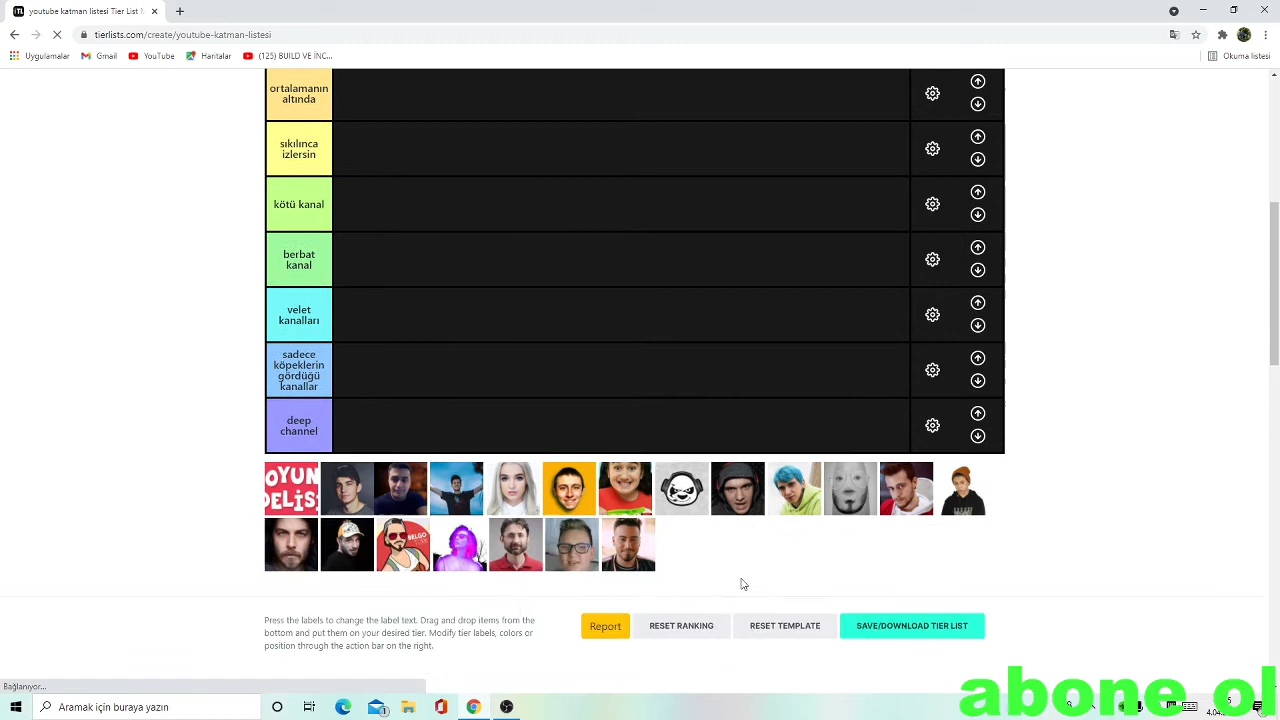 youtube katman listesi Tier List M
tierlists.com/create/youtube-katman-listesi
Uygulamalar
Gmail
YouTube
Haritalar
(125) BUILD VE İNC...
Okuma listesi
ortalamanın
altında
sıkılınca
izlersin
kötü kanal
berbat
kanal
velet
kanalları
sadece
köpeklerin
gördüğü
kanallar
deep
channel
OYUN
DELİSİ
BELGO
Press the labels to change the label text. Drag and drop items from the
bottom and put them on your desired tier. Modify tier labels, colors or
position through the action bar on the right.
Report
RESET RANKING
RESET TEMPLATE
SAVE/DOWNLOAD TIER LIST
Bağlanıyor...
abone ol
Aramak için buraya yazın